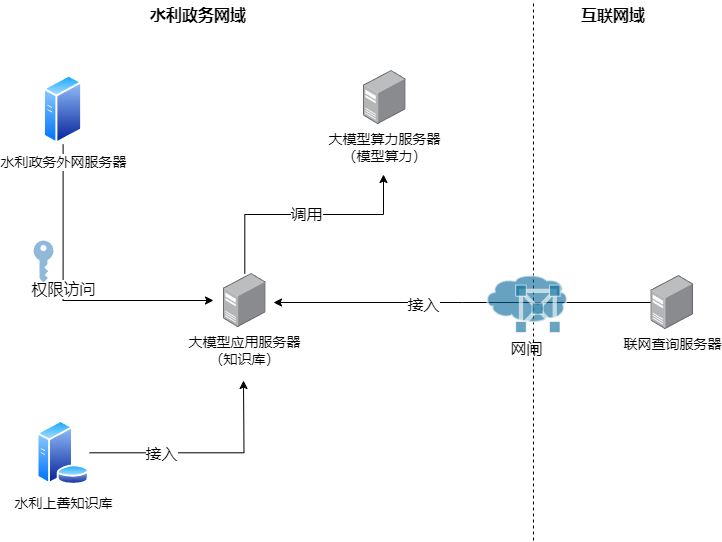 水利政务网域
互联网域
水利政务外网服务器
大模型算力服务器
（模型算力）
调用
权限访问
接入
大模型应用服务器
（知识库）
网闸
联网查询服务器
接入
水利上善知识库